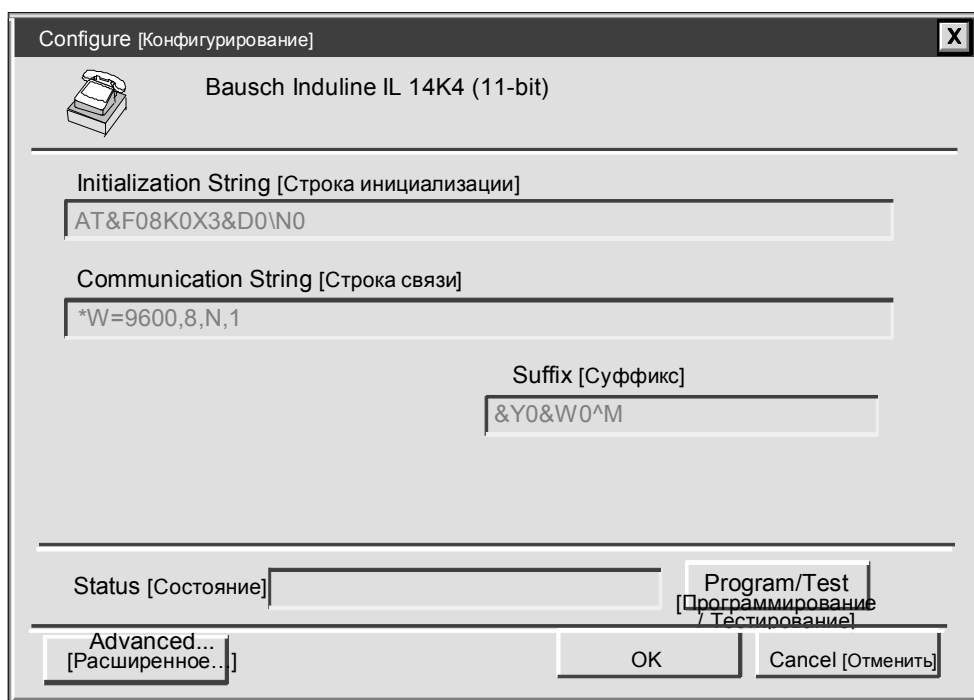 Configure [Конфигурирование]
X
Bausch Induline IL 14K4 (11-bit)
Initialization String [Строка инициализации]
AT&F08K0X3&D0\N0
Communication String [Строка связи]
*W=9600,8,N,1
Suffix [Суффикс]
&Y0&W0^M
Status [Состояние]
Program/Test
[Программирование
/ Тестирование]
Advanced...
[Расширенное...]
OK
Cancel [Отменить]